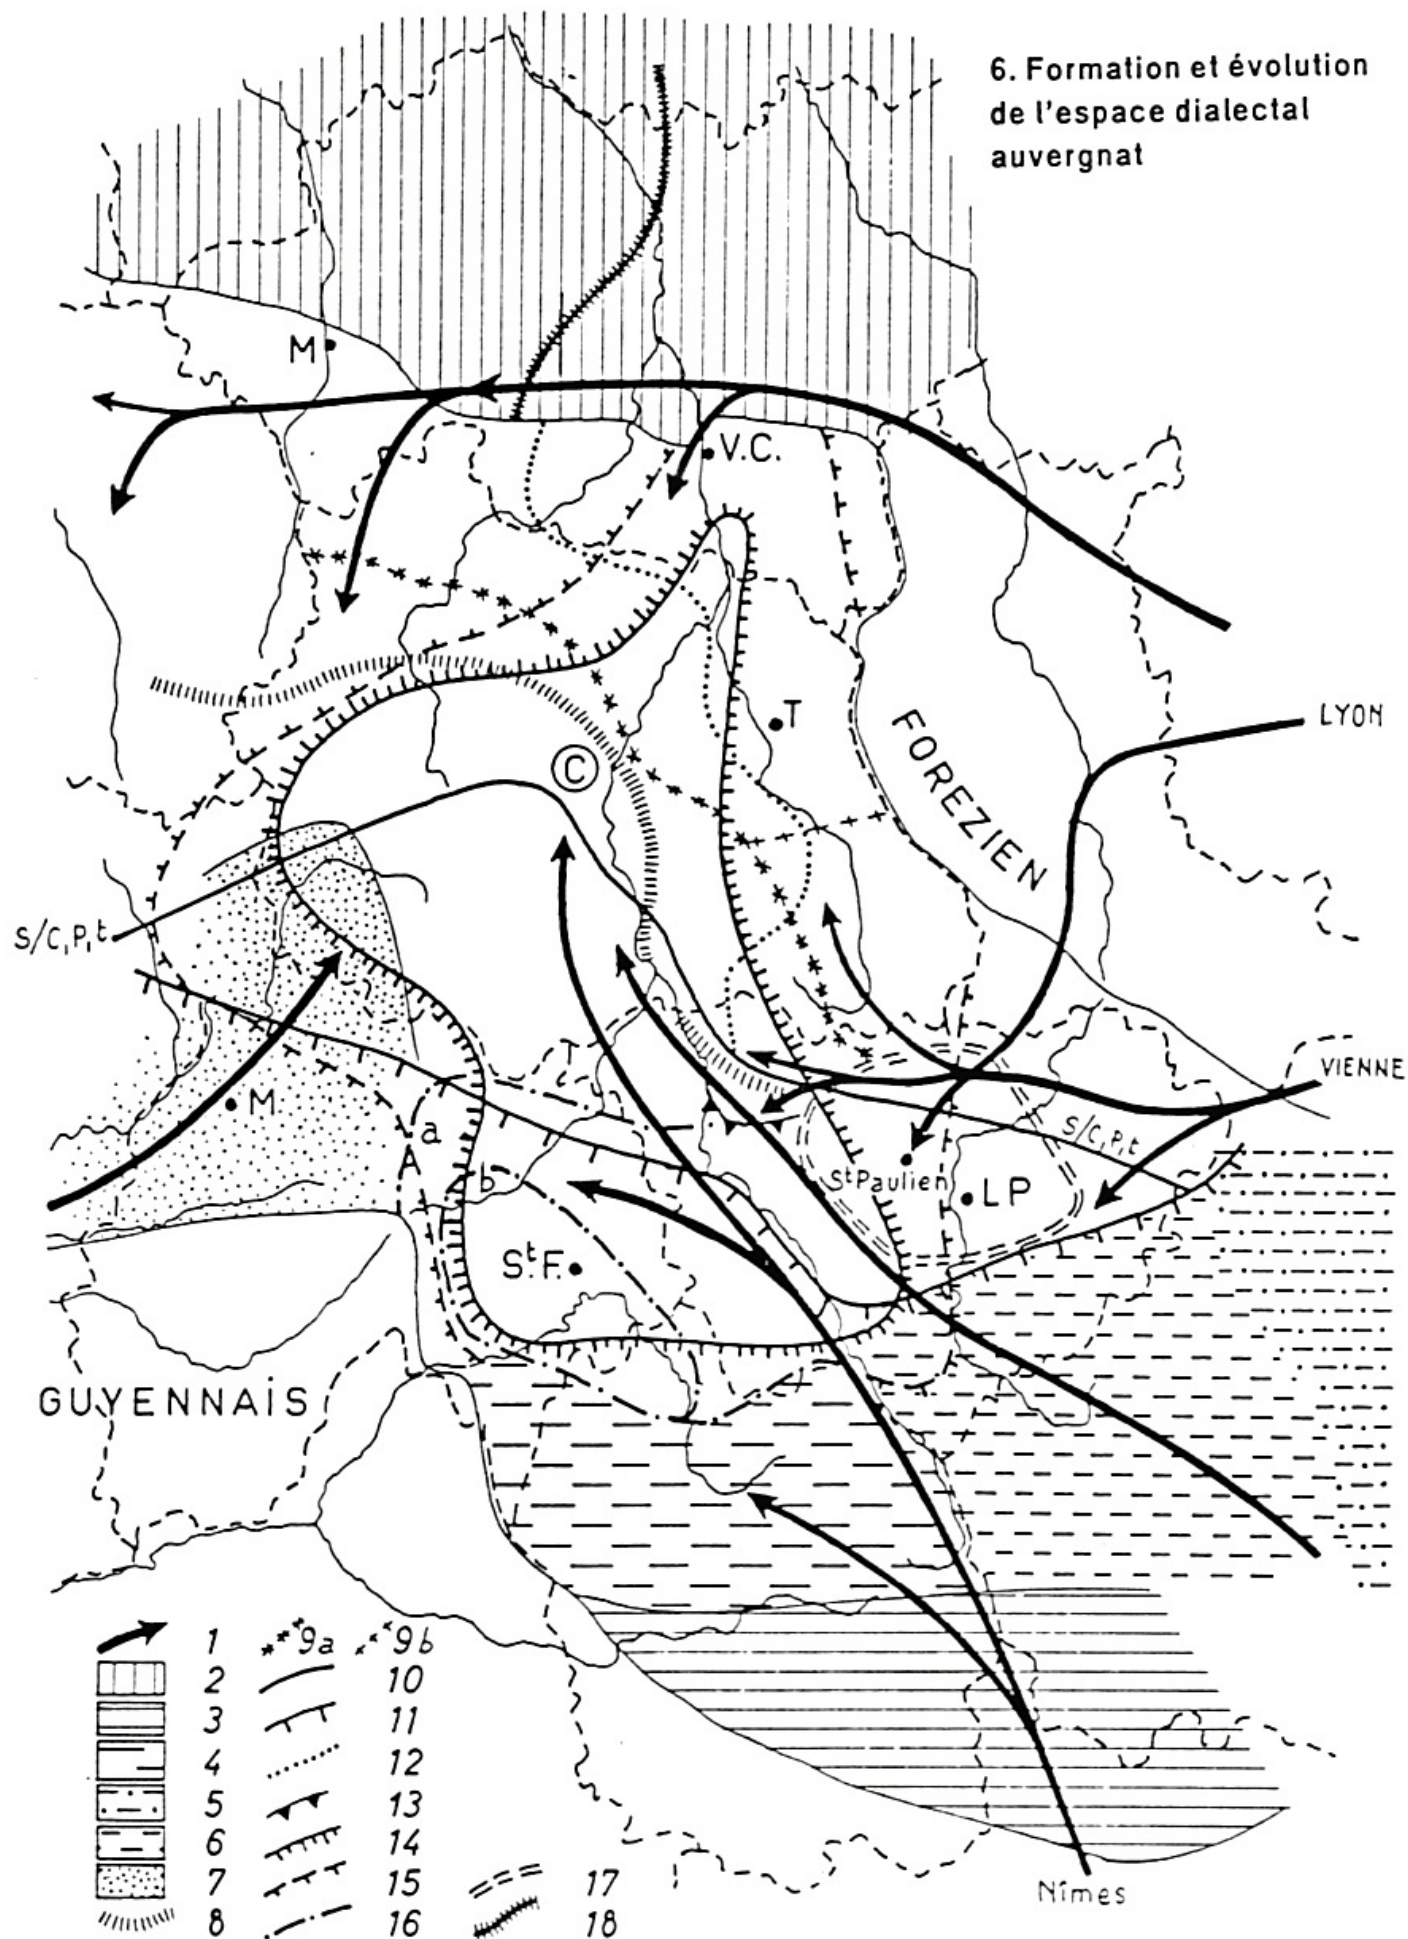 6. Formation et évolution
de l'espace dialectal
auvergnat
M
V.C.
T
LYON
FOREZIEN
C
S/C,P,t
VIENNE
M
a
A
b
S/C,P,t
St Paulien
LP
St.F.
GUYENNAiS
Nîmes
1
2
3
4
5
6
7
8
9a
9b
10
11
12
13
14
15
16
17
18